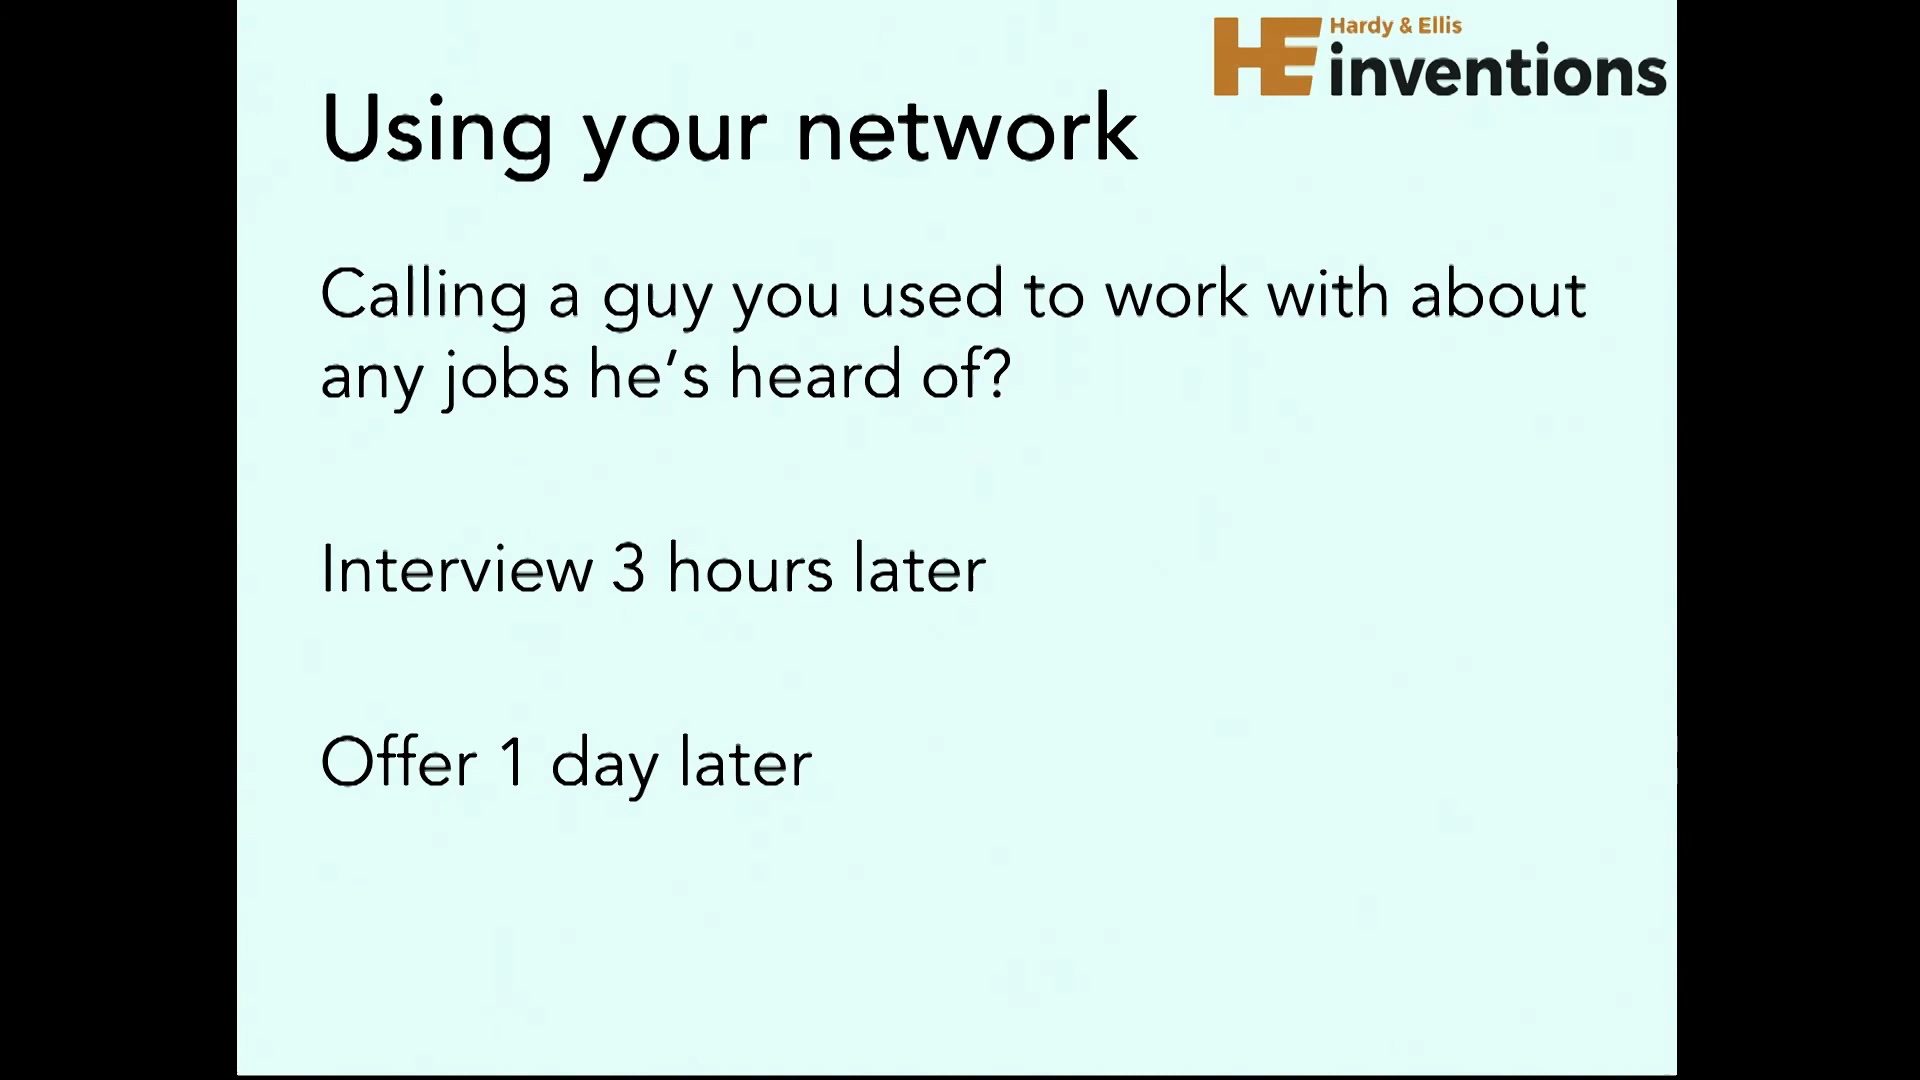 Hardy & Ellis
HE inventions
Using your network
Calling a guy you used to work with about
any jobs he’s heard of?
Interview 3 hours later
Offer 1 day later